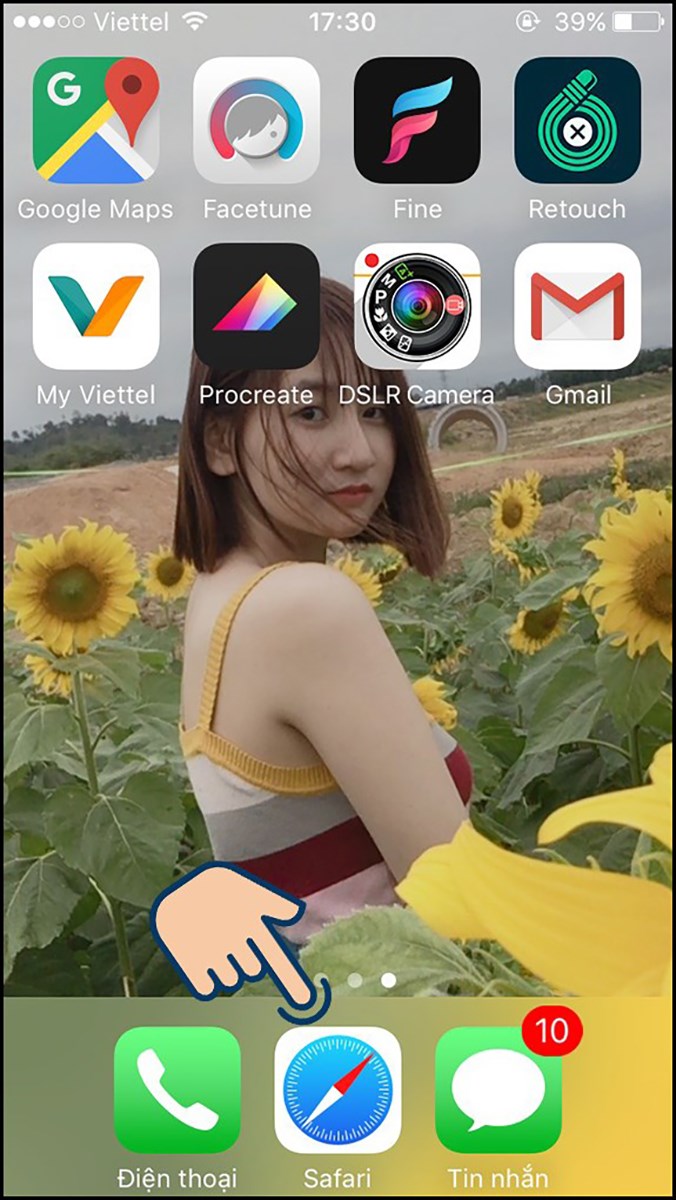 Viettel 17:30 39%
G
Google Maps Facetune Fine Retouch
M
P
My Viettel Procreate DSLR Camera Gmail
10
Điện thoại Safari Tin nhắn